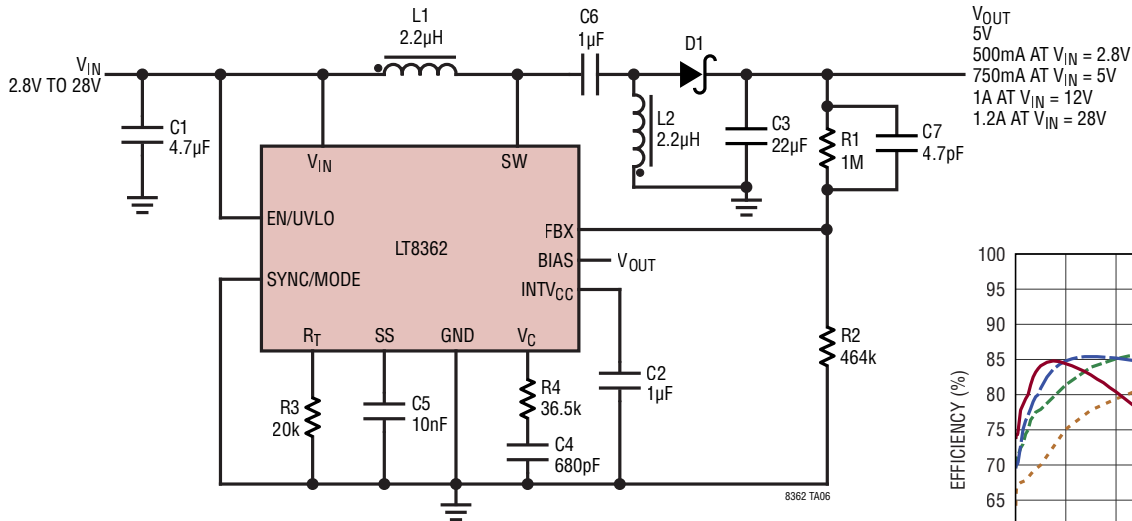 L1
2.2µH
C6
1µF
D1
VIN
2.8V TO 28V
VOUT
5V
500mA AT VIN = 2.8V
750mA AT VIN = 5V
1A AT VIN = 12V
1.2A AT VIN = 28V
C1
4.7µF
L2
2.2µH
C3
22µF
R1
1M
C7
4.7pF
VIN
SW
EN/UVLO
LT8362
FBX
BIAS
VOUT
SYNC/MODE
INTVCC
RT
SS
GND
VC
R2
464k
R3
20k
C5
10nF
R4
36.5k
C4
680pF
C2
1µF
8362 TA06
EFFICIENCY (%)
100
95
90
85
80
75
70
65